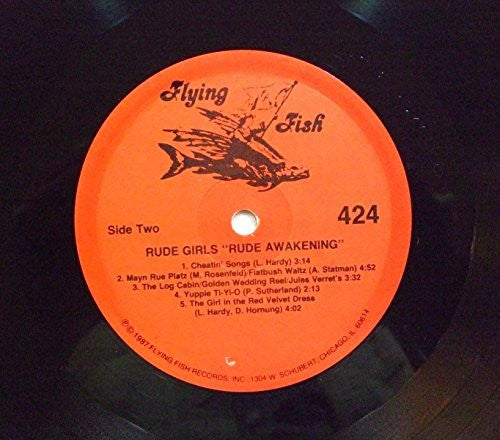 Flying
Fish
Side Two
424
RUDE GIRLS "RUDE AWAKENING"
1. Cheatin' Songs (L. Hardy) 3:14
2. Mayn Rue Platz (M. Rosenfeld)/Flatbush Waltz (A. Statman) 4:52
3. The Log Cabin/Golden Wedding Reel/Jules Verret's 3:32
4. Yuppie Ti-Yi-O (P. Sutherland) 2:13
5. The Girl in the Red Velvet Dress
(L. Hardy, D. Hornung) 4:02
℗ © 1987 FLYING FISH RECORDS, INC. 1304 W. SCHUBERT, CHICAGO, IL 60614